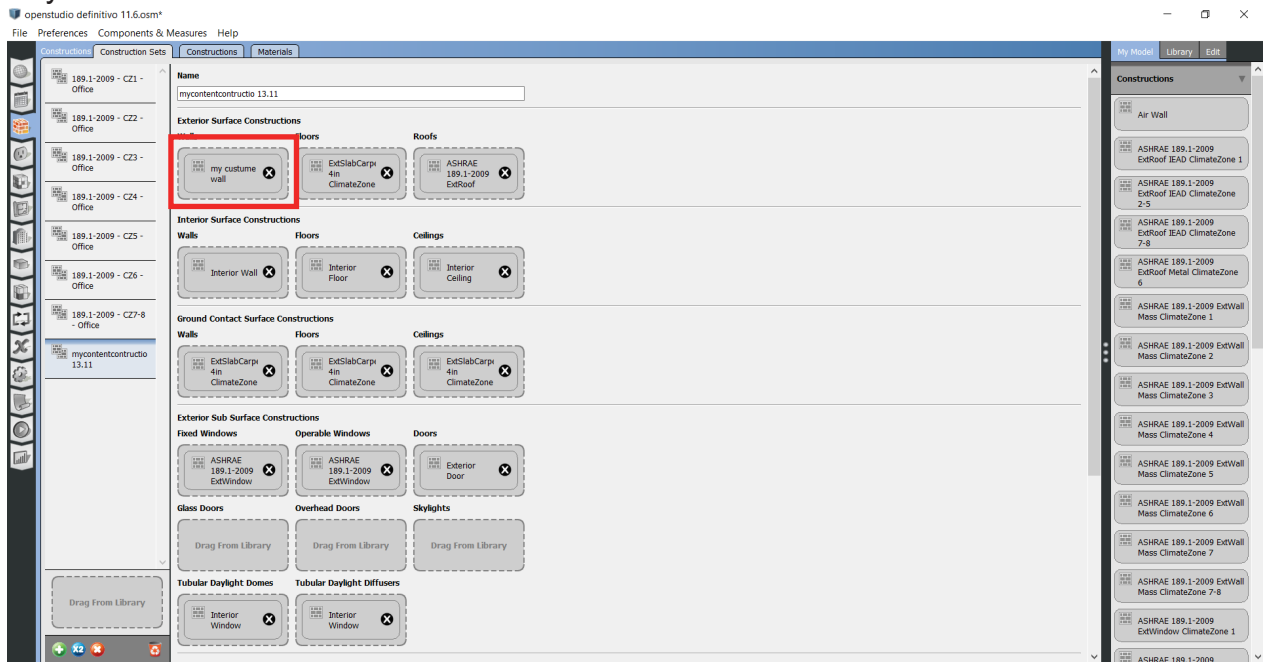 openstudio definitivo 11.6.osm*
File Preferences Components & Measures Help
Constructions Construction Sets Constructions Materials
My Model Library Edit
189.1-2009 - CZ1 -
Office
189.1-2009 - CZ2 -
Office
189.1-2009 - CZ3 -
Office
189.1-2009 - CZ4 -
Office
189.1-2009 - CZ5 -
Office
189.1-2009 - CZ6 -
Office
189.1-2009 - CZ7-8
- Office
mycontentcontructio
13.11
Drag From Library
x2
Name
mycontentcontructio 13.11
Exterior Surface Constructions
Floors Roofs
my custume
wall
ExtSlabCarpe
4in
ClimateZone
ASHRAE
189.1-2009
ExtRoof
Interior Surface Constructions
Walls Floors Ceilings
Interior Wall
Interior
Floor
Interior
Ceiling
Ground Contact Surface Constructions
Walls Floors Ceilings
ExtSlabCarpe
4in
ClimateZone
ExtSlabCarpe
4in
ClimateZone
ExtSlabCarpe
4in
ClimateZone
Exterior Sub Surface Constructions
Fixed Windows Operable Windows Doors
ASHRAE
189.1-2009
ExtWindow
ASHRAE
189.1-2009
ExtWindow
Exterior
Door
Glass Doors Overhead Doors Skylights
Drag From Library Drag From Library Drag From Library
Tubular Daylight Domes Tubular Daylight Diffusers
Interior
Window
Interior
Window
Constructions
Air Wall
ASHRAE 189.1-2009
ExtRoof IEAD ClimateZone 1
ASHRAE 189.1-2009
ExtRoof IEAD ClimateZone
2-5
ASHRAE 189.1-2009
ExtRoof IEAD ClimateZone
7-8
ASHRAE 189.1-2009
ExtRoof Metal ClimateZone
6
ASHRAE 189.1-2009 ExtWall
Mass ClimateZone 1
ASHRAE 189.1-2009 ExtWall
Mass ClimateZone 2
ASHRAE 189.1-2009 ExtWall
Mass ClimateZone 3
ASHRAE 189.1-2009 ExtWall
Mass ClimateZone 4
ASHRAE 189.1-2009 ExtWall
Mass ClimateZone 5
ASHRAE 189.1-2009 ExtWall
Mass ClimateZone 6
ASHRAE 189.1-2009 ExtWall
Mass ClimateZone 7
ASHRAE 189.1-2009 ExtWall
Mass ClimateZone 7-8
ASHRAE 189.1-2009
ExtWindow ClimateZone 1
ASHRAE 189.1-2009